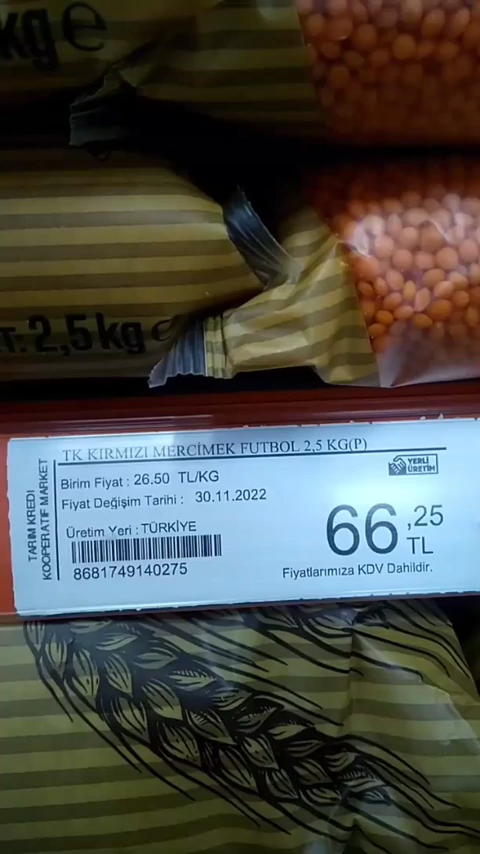 kg e
T: 2,5 kg e
TK KIRMIZI MERCİMEK FUTBOL 2,5 KG(P)
TARIM KREDİ
KOOPERATİF MARKET
Birim Fiyat : 26.50 TL/KG
YERLİ
ÜRETİM
Fiyat Değişim Tarihi : 30.11.2022
Üretim Yeri : TÜRKİYE
66 ,25
TL
8681749140275
Fiyatlarımıza KDV Dahildir.